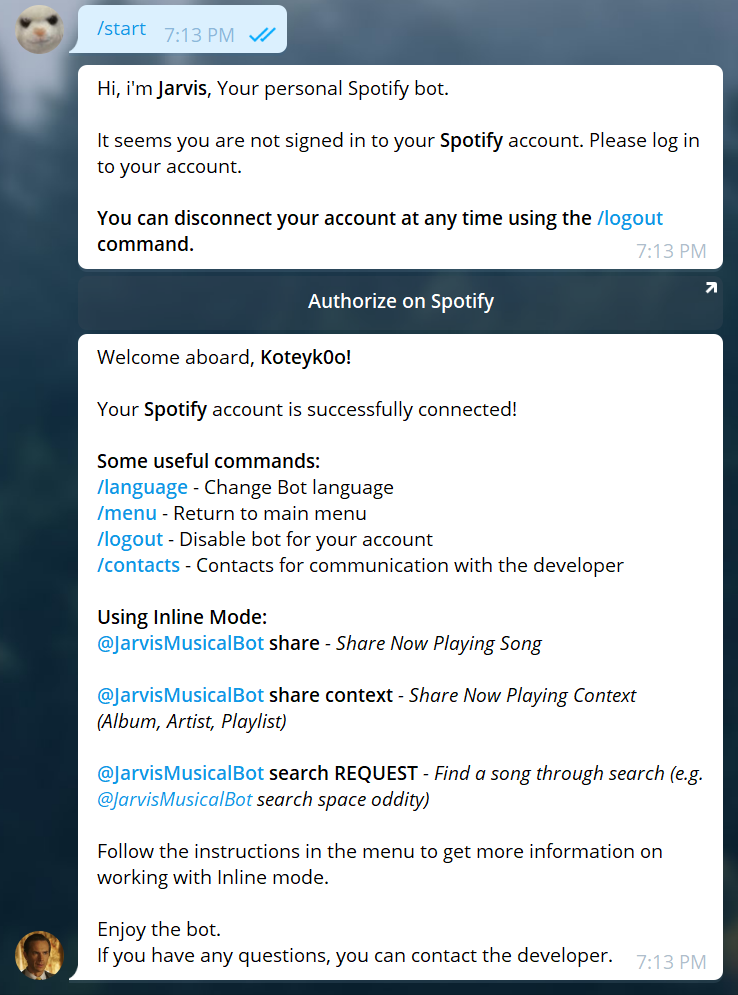 /start 7:13 PM
Hi, i'm Jarvis, Your personal Spotify bot.
It seems you are not signed in to your Spotify account. Please log in
to your account.
You can disconnect your account at any time using the /logout
command.
7:13 PM
Authorize on Spotify
Welcome aboard, Koteyk0o!
Your Spotify account is successfully connected!
Some useful commands:
/language - Change Bot language
/menu - Return to main menu
/logout - Disable bot for your account
/contacts - Contacts for communication with the developer
Using Inline Mode:
@JarvisMusicalBot share - Share Now Playing Song
@JarvisMusicalBot share context - Share Now Playing Context
(Album, Artist, Playlist)
@JarvisMusicalBot search REQUEST - Find a song through search (e.g.
@JarvisMusicalBot search space oddity)
Follow the instructions in the menu to get more information on
working with Inline mode.
Enjoy the bot.
If you have any questions, you can contact the developer. 7:13 PM